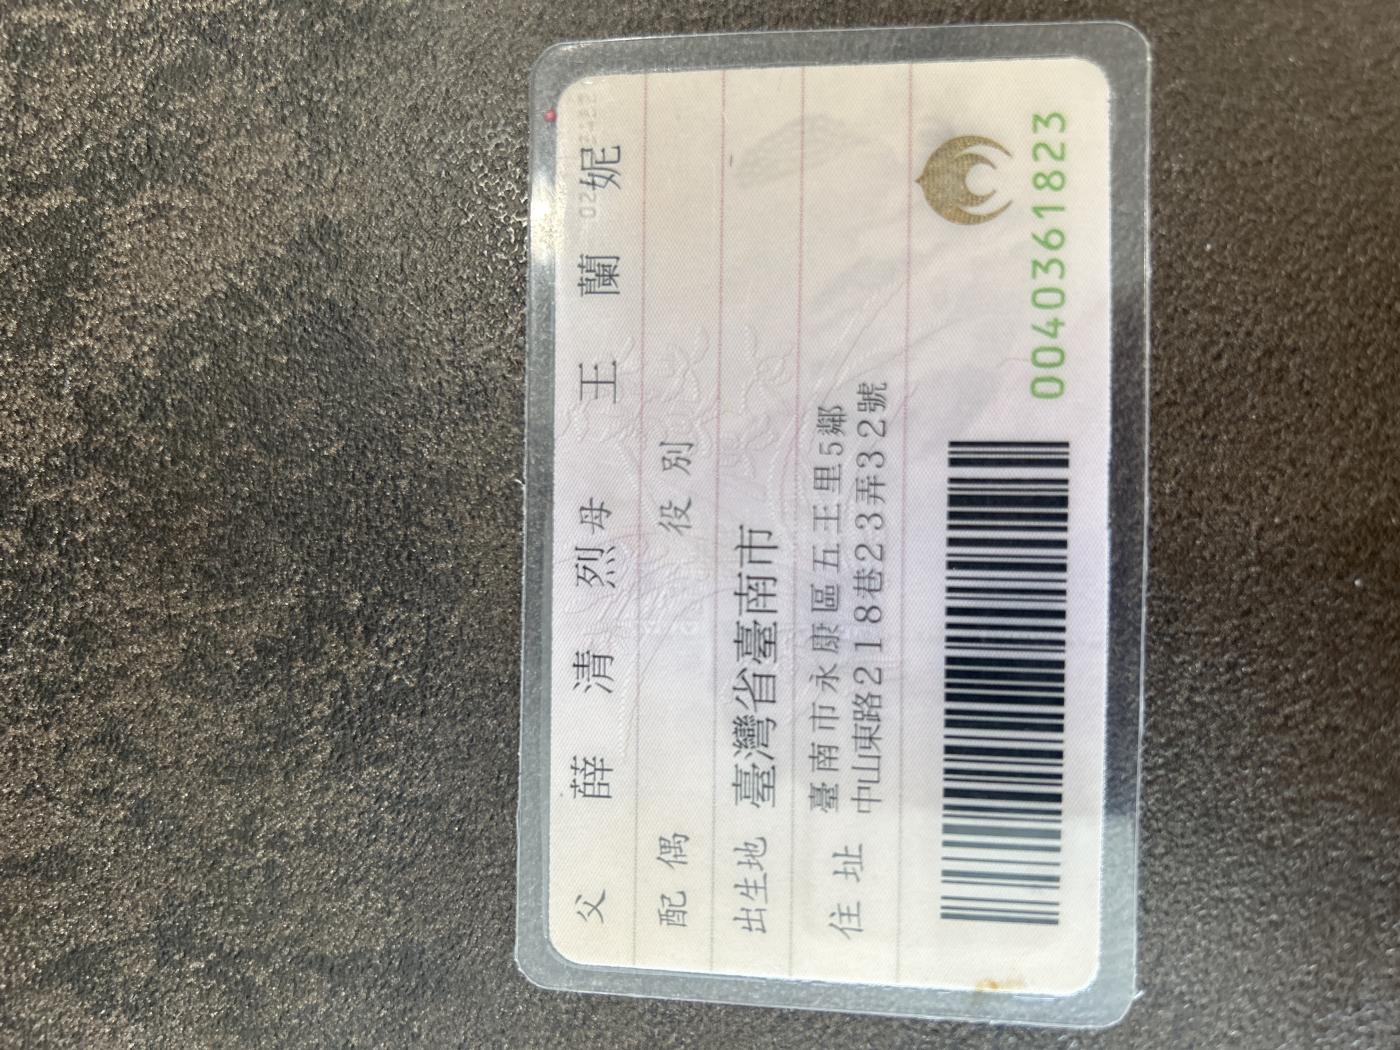 父 薛清烈 母 王蘭妮
配偶 役別
出生地 臺灣省臺南市
住址 臺南市永康區五王里5鄰
中山東路218巷23弄32號
0040361823